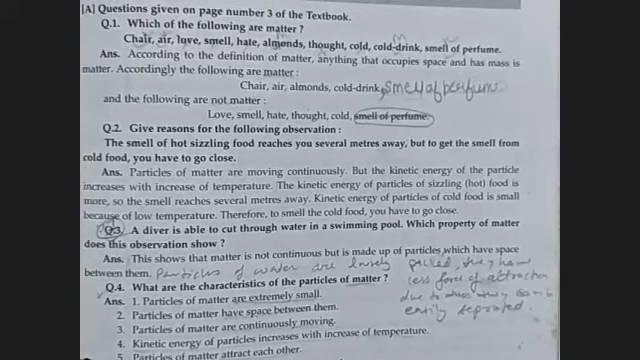 [A] Questions given on page number 3 of the Textbook.
Q.1. Which of the following are matter ?
Chair, air, love, smell, hate, almonds, thought, cold, cold-drink, smell of perfume.
Ans. According to the definition of matter, anything that occupies space and has mass is
matter. Accordingly the following are matter :
Chair, air, almonds, cold-drink, smell of perfume
and the following are not matter :
Love, smell, hate, thought, cold, smell of perfume.
Q.2. Give reasons for the following observation :
The smell of hot sizzling food reaches you several metres away, but to get the smell from
cold food, you have to go close.
Ans. Particles of matter are moving continuously. But the kinetic energy of the particle
increases with increase of temperature. The kinetic energy of particles of sizzling (hot) food is
more, so the smell reaches several metres away. Kinetic energy of particles of cold food is small
because of low temperature. Therefore, to smell the cold food, you have to go close.
Q.3. A diver is able to cut through water in a swimming pool. Which property of matter
does this observation show ?
Ans. This shows that matter is not continuous but is made up of particles which have space
between them. Particles of water are packed, they have
less force of attraction
due to easily
Q.4. What are the characteristics of the particles of matter ?
Ans. 1. Particles of matter are extremely small.
2. Particles of matter have space between them.
3. Particles of matter are continuously moving.
4. Kinetic energy of particles increases with increase of temperature.
5. Particles of matter attract each other.